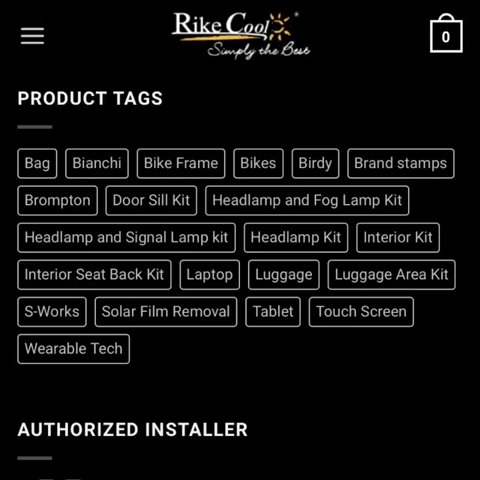 Rike Cool®
Simply the Best
0
PRODUCT TAGS
Bag Bianchi Bike Frame Bikes Birdy Brand stamps
Brompton Door Sill Kit Headlamp and Fog Lamp Kit
Headlamp and Signal Lamp kit Headlamp Kit Interior Kit
Interior Seat Back Kit Laptop Luggage Luggage Area Kit
S-Works Solar Film Removal Tablet Touch Screen
Wearable Tech
AUTHORIZED INSTALLER